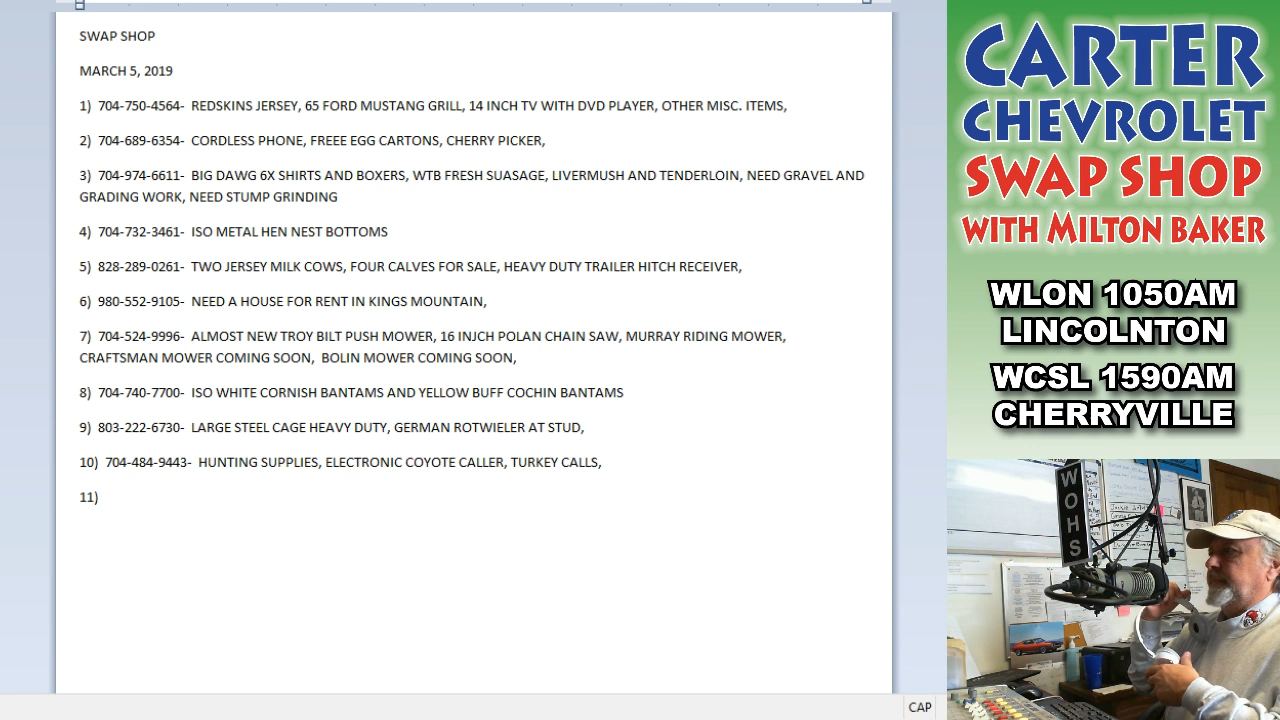 SWAP SHOP
MARCH 5, 2019
1) 704-750-4564- REDSKINS JERSEY, 65 FORD MUSTANG GRILL, 14 INCH TV WITH DVD PLAYER, OTHER MISC. ITEMS,
2) 704-689-6354- CORDLESS PHONE, FREEE EGG CARTONS, CHERRY PICKER,
3) 704-974-6611- BIG DAWG 6X SHIRTS AND BOXERS, WTB FRESH SUASAGE, LIVERMUSH AND TENDERLOIN, NEED GRAVEL AND
GRADING WORK, NEED STUMP GRINDING
4) 704-732-3461- ISO METAL HEN NEST BOTTOMS
5) 828-289-0261- TWO JERSEY MILK COWS, FOUR CALVES FOR SALE, HEAVY DUTY TRAILER HITCH RECEIVER,
6) 980-552-9105- NEED A HOUSE FOR RENT IN KINGS MOUNTAIN,
7) 704-524-9996- ALMOST NEW TROY BILT PUSH MOWER, 16 INJCH POLAN CHAIN SAW, MURRAY RIDING MOWER,
CRAFTSMAN MOWER COMING SOON, BOLIN MOWER COMING SOON,
8) 704-740-7700- ISO WHITE CORNISH BANTAMS AND YELLOW BUFF COCHIN BANTAMS
9) 803-222-6730- LARGE STEEL CAGE HEAVY DUTY, GERMAN ROTWIELER AT STUD,
10) 704-484-9443- HUNTING SUPPLIES, ELECTRONIC COYOTE CALLER, TURKEY CALLS,
11)
CAP
CARTER
CHEVROLET
SWAP SHOP
WITH MILTON BAKER
WLON 1050AM
LINCOLNTON
WCSL 1590AM
CHERRYVILLE
WOHS